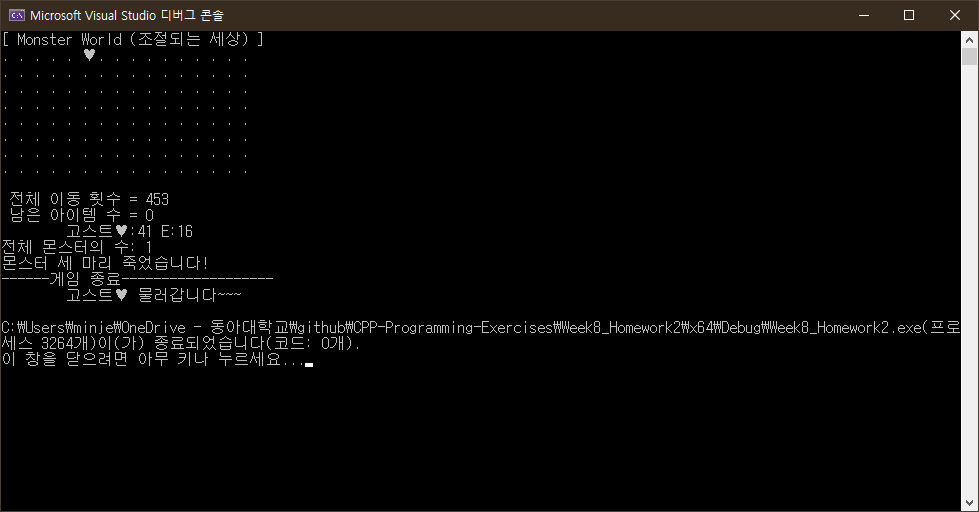 Microsoft Visual Studio 디버그 콘솔
[ Monster World (조절되는 세상) ]
. . . . . ♥. . . . . . . . . .
. . . . . . . . . . . . . . . .
. . . . . . . . . . . . . . . .
. . . . . . . . . . . . . . . .
. . . . . . . . . . . . . . . .
. . . . . . . . . . . . . . . .
. . . . . . . . . . . . . . . .
. . . . . . . . . . . . . . . .
전체 이동 횟수 = 453
남은 아이템 수 = 0
고스트♥:41 E:16
전체 몬스터의 수: 1
몬스터 세 마리 죽었습니다!
------게임 종료-------------------
고스트♥ 물러갑니다~~~
C:\Users\minje\OneDrive - 동아대학교\github\CPP-Programming-Exercises\Week8_Homework2\x64\Debug\Week8_Homework2.exe(프로
세스 3264개)이(가) 종료되었습니다(코드: 0개).
이 창을 닫으려면 아무 키나 누르세요...